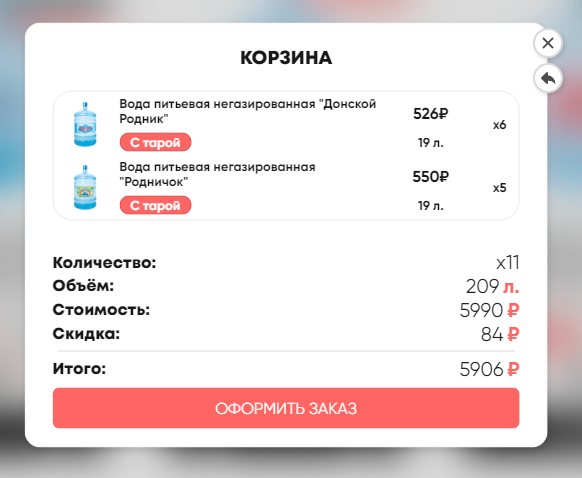 КОРЗИНА
Вода питьевая негазированная "Донской
Родник"
С тарой
526₽
19 л.
x6
Вода питьевая негазированная
"Родничок"
С тарой
550₽
19 л.
x5
Количество: x11
Объём: 209 л.
Стоимость: 5990 ₽
Скидка: 84 ₽
Итого: 5906 ₽
ОФОРМИТЬ ЗАКАЗ